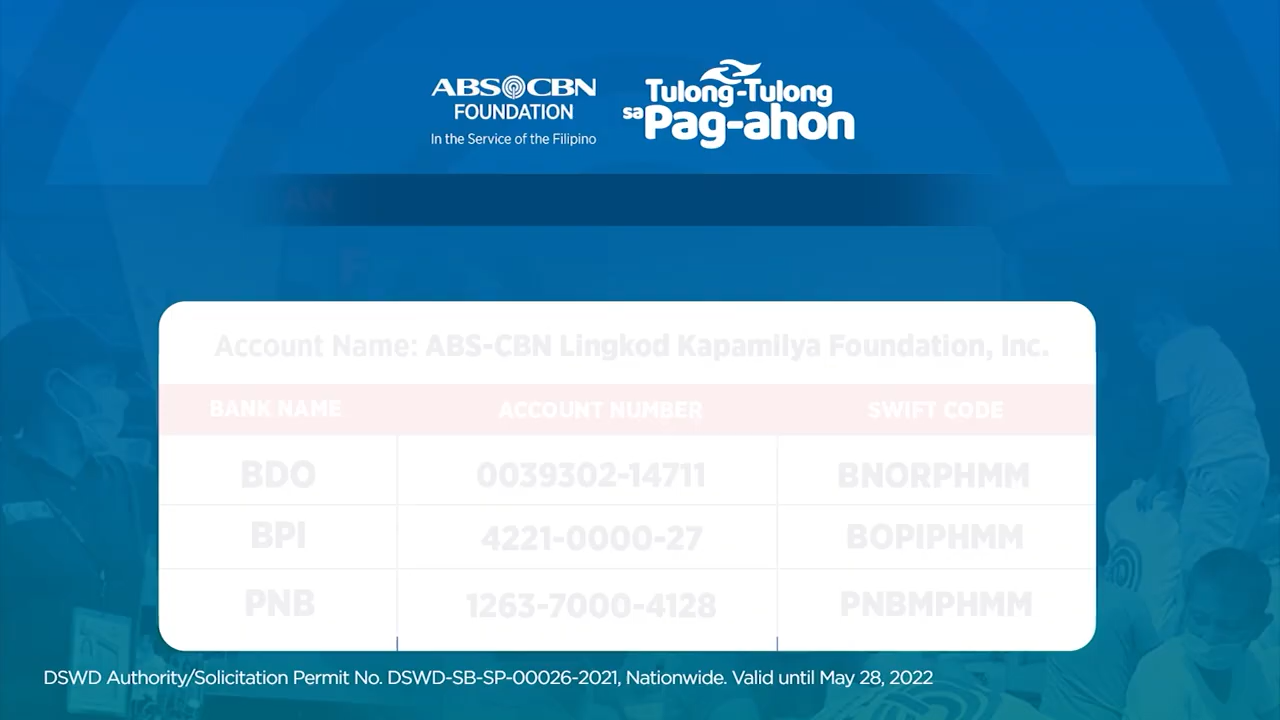 ABS-CBN
FOUNDATION
In the Service of the Filipino
Tulong-Tulong
sa Pag-ahon
Account Name: ABS-CBN Lingkod Kapamilya Foundation, Inc.
BANK NAME ACCOUNT NUMBER SWIFT CODE
BDO 0039302-14711 BNORPHMM
BPI 4221-0000-27 BOPIPHMM
PNB 1263-7000-4128 PNBMPHMM
DSWD Authority/Solicitation Permit No. DSWD-SB-SP-00026-2021, Nationwide. Valid until May 28, 2022